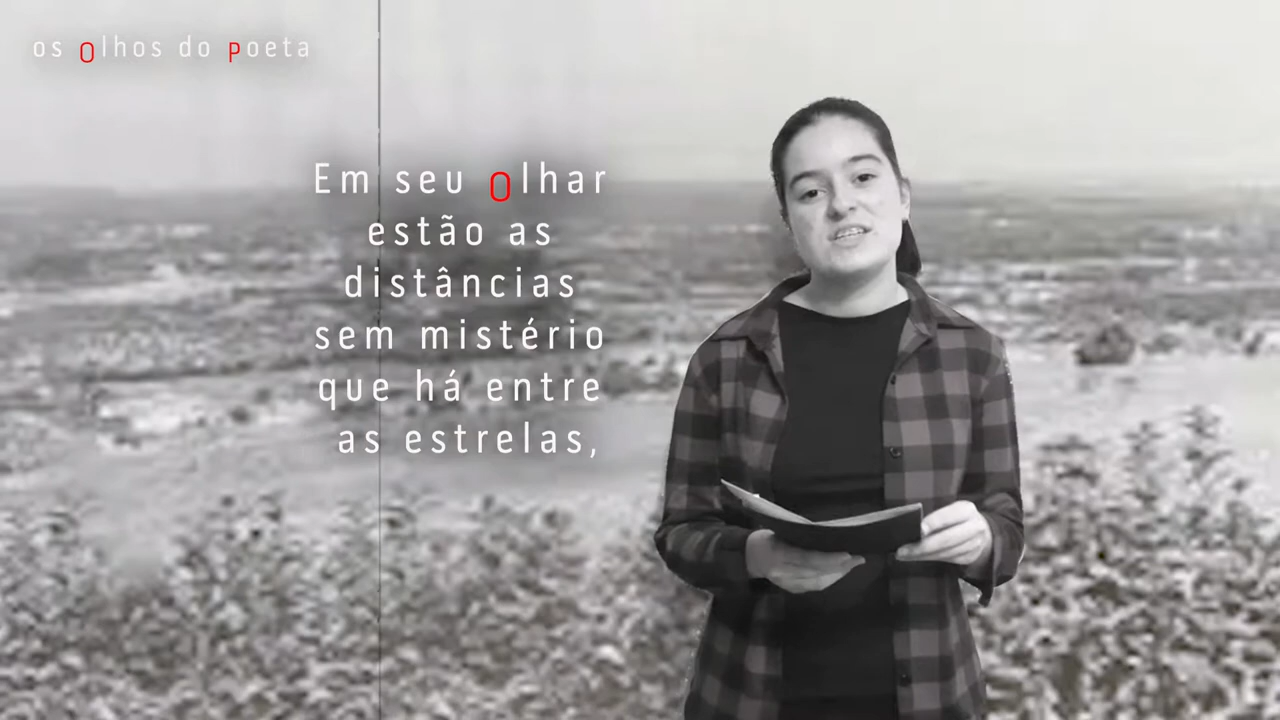 os Olhos do Poeta
Em seu Olhar
estão as
distâncias
sem mistério
que há entre
as estrelas,